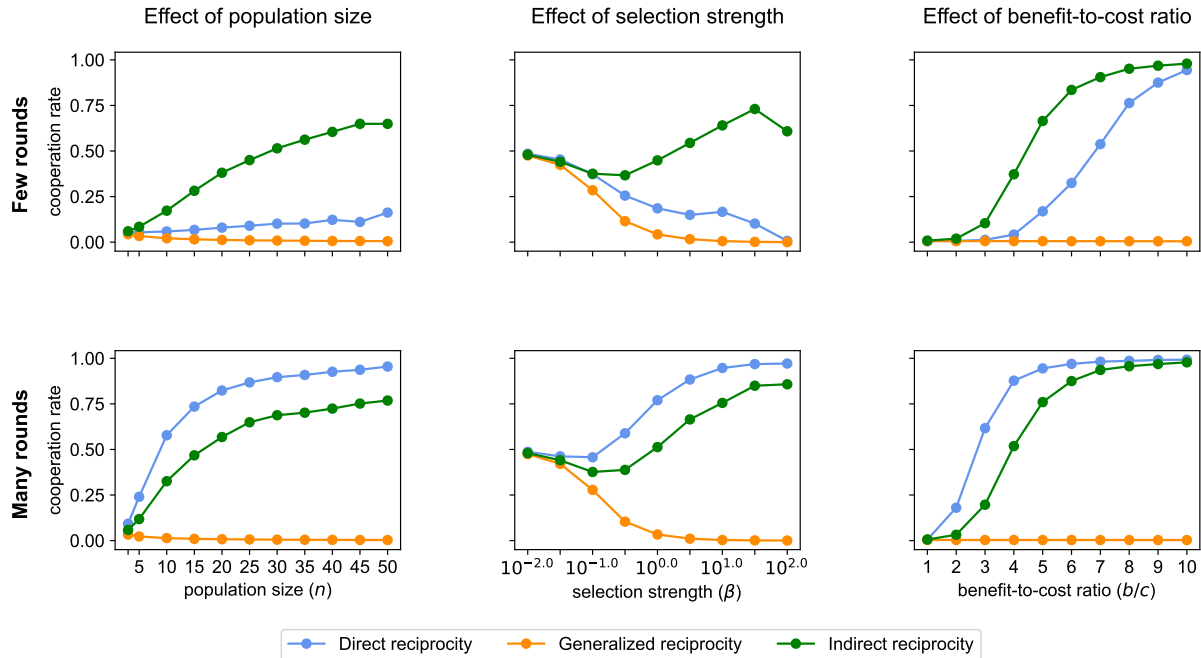 Effect of population size
Effect of selection strength
Effect of benefit-to-cost ratio
Few rounds
cooperation rate
1.00
0.75
0.50
0.25
0.00
Many rounds
cooperation rate
1.00
0.75
0.50
0.25
0.00
5 10 15 20 25 30 35 40 45 50
population size (n)
10^-2.0 10^-1.0 10^0.0 10^1.0 10^2.0
selection strength (β)
1 2 3 4 5 6 7 8 9 10
benefit-to-cost ratio (b/c)
Direct reciprocity Generalized reciprocity Indirect reciprocity